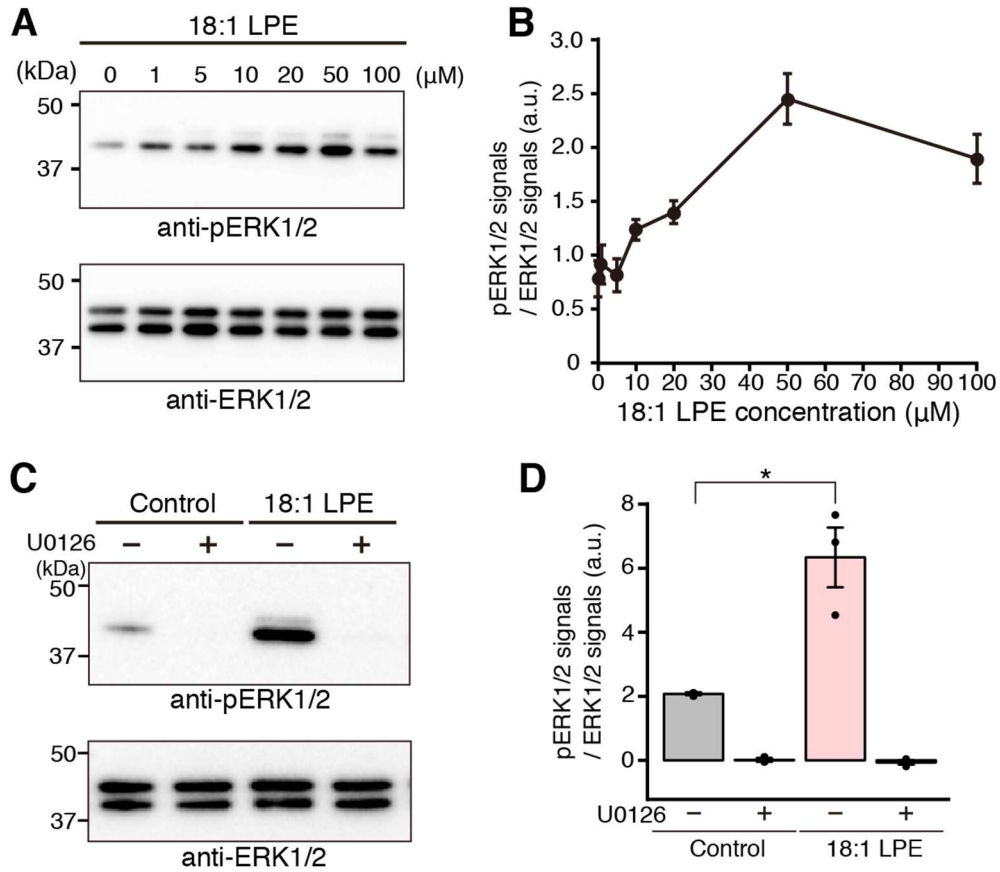 A
18:1 LPE
(kDa) 0 1 5 10 20 50 100 (μM)
50
37
anti-pERK1/2
50
37
anti-ERK1/2
B
3.0
2.5
2.0
1.5
1.0
0.5
0
pERK1/2 signals
/ ERK1/2 signals (a.u.)
0 10 20 30 40 50 60 70 80 90 100
18:1 LPE concentration (μM)
C
Control 18:1 LPE
U0126 − + − +
(kDa)
50
37
anti-pERK1/2
50
37
anti-ERK1/2
D
*
8
6
4
2
0
pERK1/2 signals
/ ERK1/2 signals (a.u.)
U0126 − + − +
Control 18:1 LPE